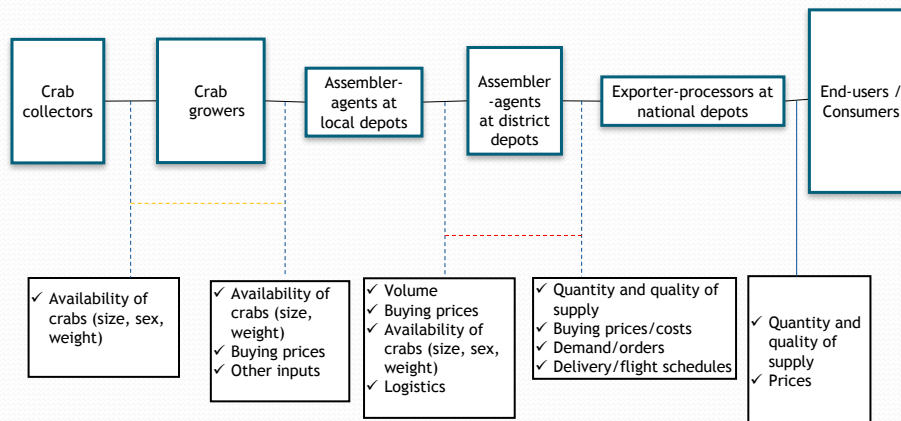 Crab
collectors
Crab
growers
Assembler-
agents at
local depots
Assembler
-agents
at district
depots
Exporter-processors at
national depots
End-users /
Consumers
✓ Availability of
crabs (size, sex,
weight)
✓ Availability of
crabs (size,
weight)
✓ Buying prices
✓ Other inputs
✓ Volume
✓ Buying prices
✓ Availability of
crabs (size, sex,
weight)
✓ Logistics
✓ Quantity and quality of
supply
✓ Buying prices/costs
✓ Demand/orders
✓ Delivery/flight schedules
✓ Quantity and
quality of
supply
✓ Prices